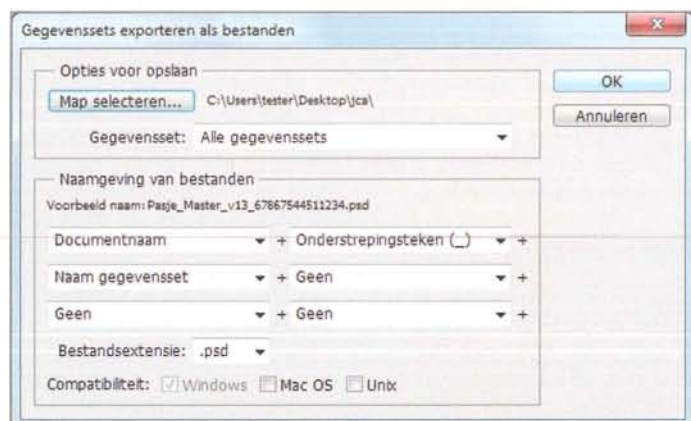 Gegevenssets exporteren als bestanden
Opties voor opslaan
Map selecteren... C:\Users\tester\Desktop\jca\
Gegevensset: Alle gegevenssets
OK
Annuleren
Naamgeving van bestanden
Voorbeeld naam: Pasje_Master_v13_67867544511234.psd
Documentnaam + Onderstrepingsteken (_) +
Naam gegevensset + Geen +
Geen + Geen +
Bestandsextensie: .psd
Compatibiliteit: Windows Mac OS Unix